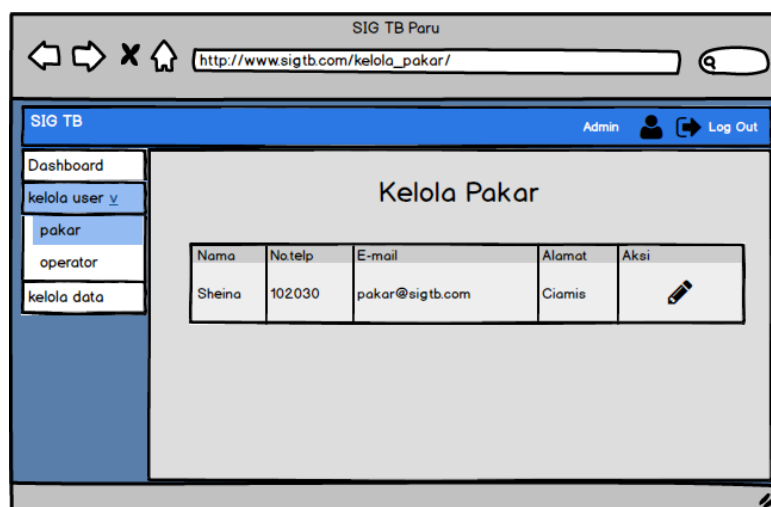 SIG TB Paru
http://www.sigtb.com/kelola_pakar/
SIG TB
Admin
Log Out
Dashboard
kelola user v
pakar
operator
kelola data
Kelola Pakar
Nama No.telp E-mail Alamat Aksi
Sheina 102030 pakar@sigtb.com Ciamis